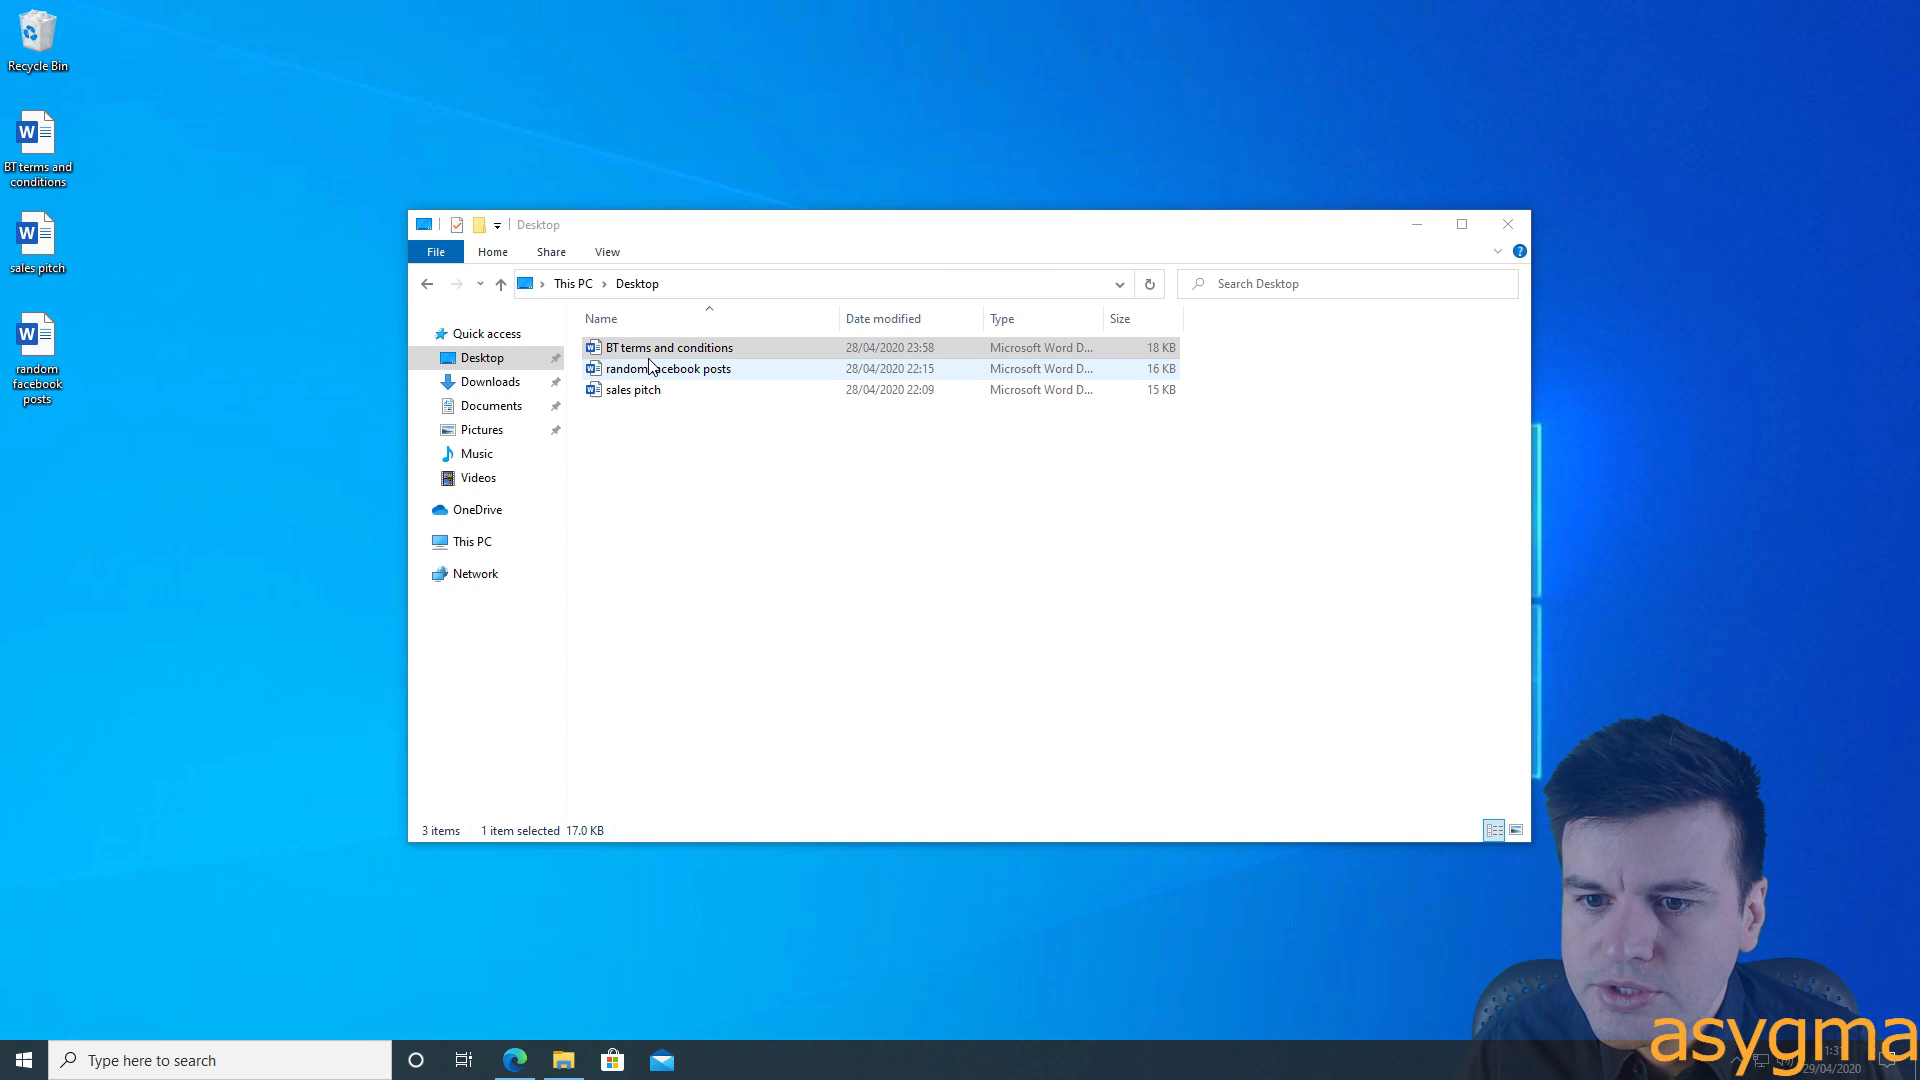 Recycle Bin
BT terms and
conditions
sales pitch
random
facebook
posts
Desktop
File Home Share View
This PC > Desktop
Search Desktop
Name Date modified Type Size
Quick access
Desktop
Downloads
Documents
Pictures
Music
Videos
OneDrive
This PC
Network
BT terms and conditions 28/04/2020 23:58 Microsoft Word D... 18 KB
random facebook posts 28/04/2020 22:15 Microsoft Word D... 16 KB
sales pitch 28/04/2020 22:09 Microsoft Word D... 15 KB
3 items 1 item selected 17.0 KB
Type here to search
asygma
29/04/2020